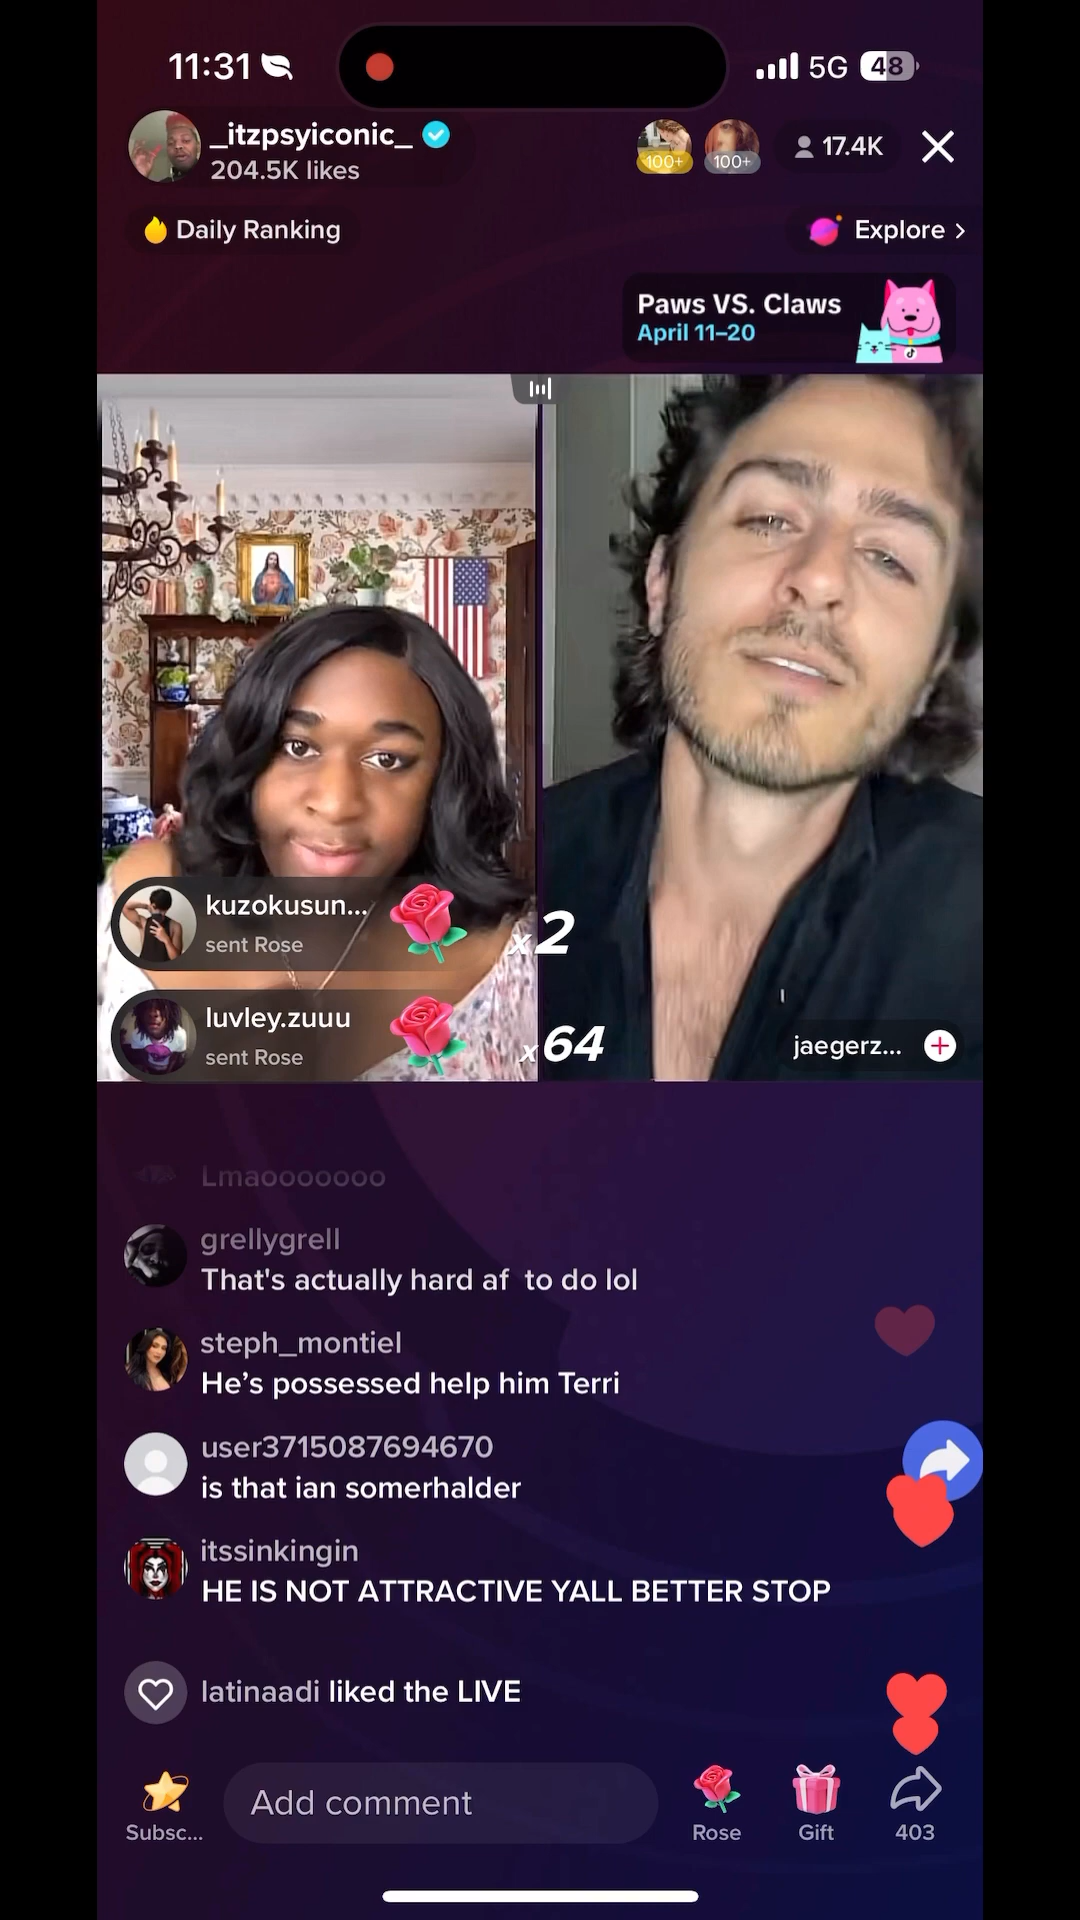 11:31
5G
48
_itzpsyiconic_
204.5K likes
100+
100+
17.4K
Daily Ranking
Explore >
Paws VS. Claws
April 11–20
kuzokusun...
sent Rose
x2
luvley.zuuu
sent Rose
x64
jaegerz...
Lmaooooooo
grellygrell
That's actually hard af  to do lol
steph_montiel
He’s possessed help him Terri
user3715087694670
is that ian somerhalder
itssinkingin
HE IS NOT ATTRACTIVE YALL BETTER STOP
latinaadi liked the LIVE
Subsc...
Add comment
Rose
Gift
403